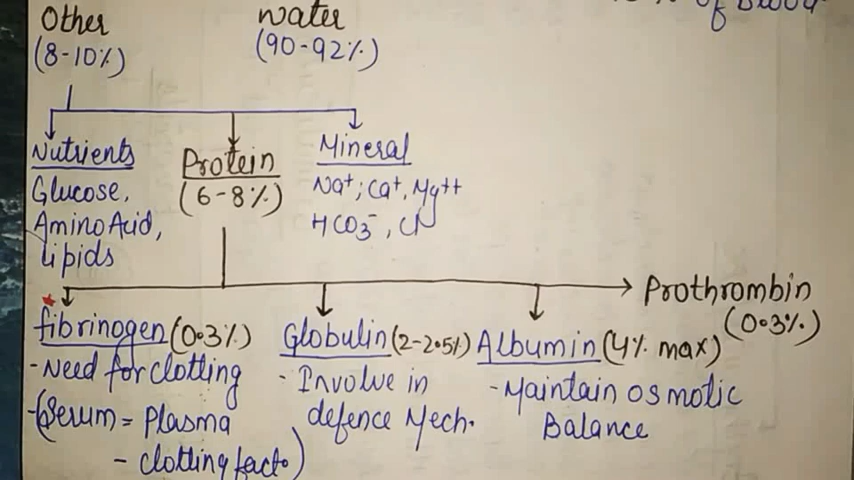 of Blood
Other
(8-10%)
water
(90-92%)
Nutrients
Glucose,
Amino Acid,
Lipids
Protein
(6-8%)
Mineral
Na+; Ca+, Mg++
HCO3-, Cl-
Prothrombin
(0.3%)
fibrinogen (0.3%)
- Need for clotting
- (Serum = Plasma
- clotting facto)
Globulin (2-2.5%)
- Involve in
defence Mech.
Albumin (4% max)
- Maintain osmotic
Balance